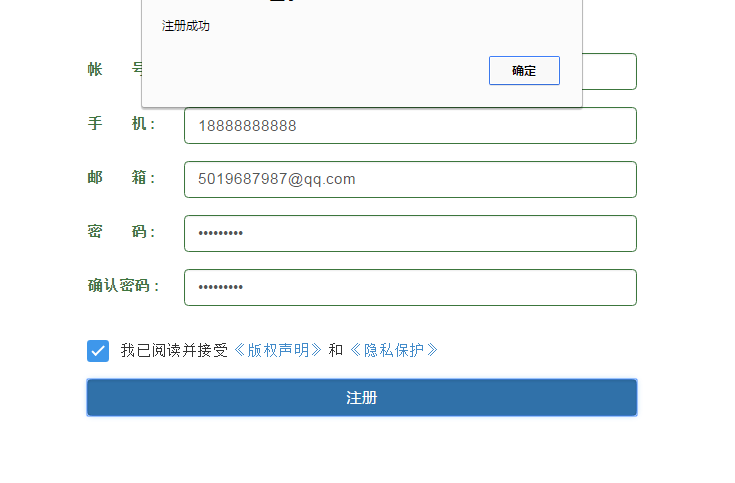 注册成功
确定
帐 号
手 机：
18888888888
邮 箱：
5019687987@qq.com
密 码：
•••••••••
确认密码：
•••••••••
我已阅读并接受《版权声明》和《隐私保护》
注册